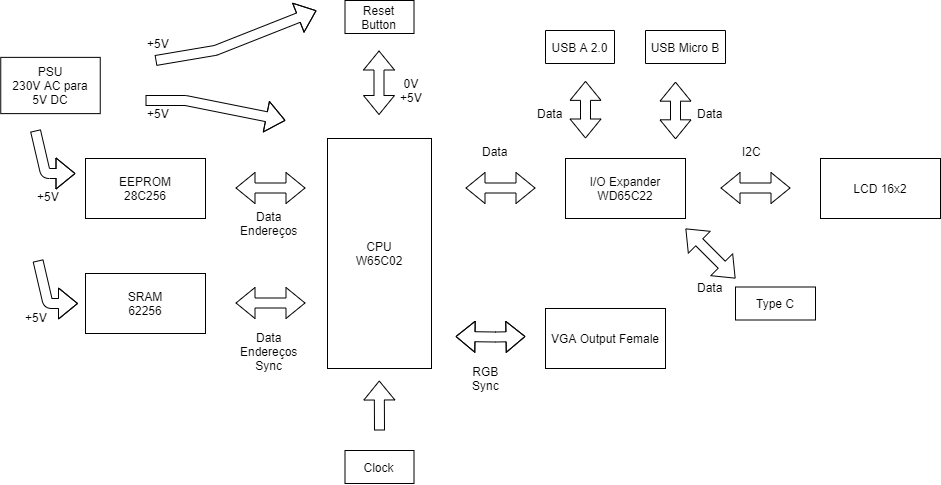 Reset
Button
+5V
USB A 2.0
USB Micro B
PSU
230V AC para
5V DC
0V
+5V
+5V
Data
Data
Data
I2C
EEPROM
28C256
I/O Expander
WD65C22
LCD 16x2
+5V
Data
Endereços
CPU
W65C02
Data
SRAM
62256
Type C
+5V
Data
Endereços
Sync
VGA Output Female
RGB
Sync
Clock